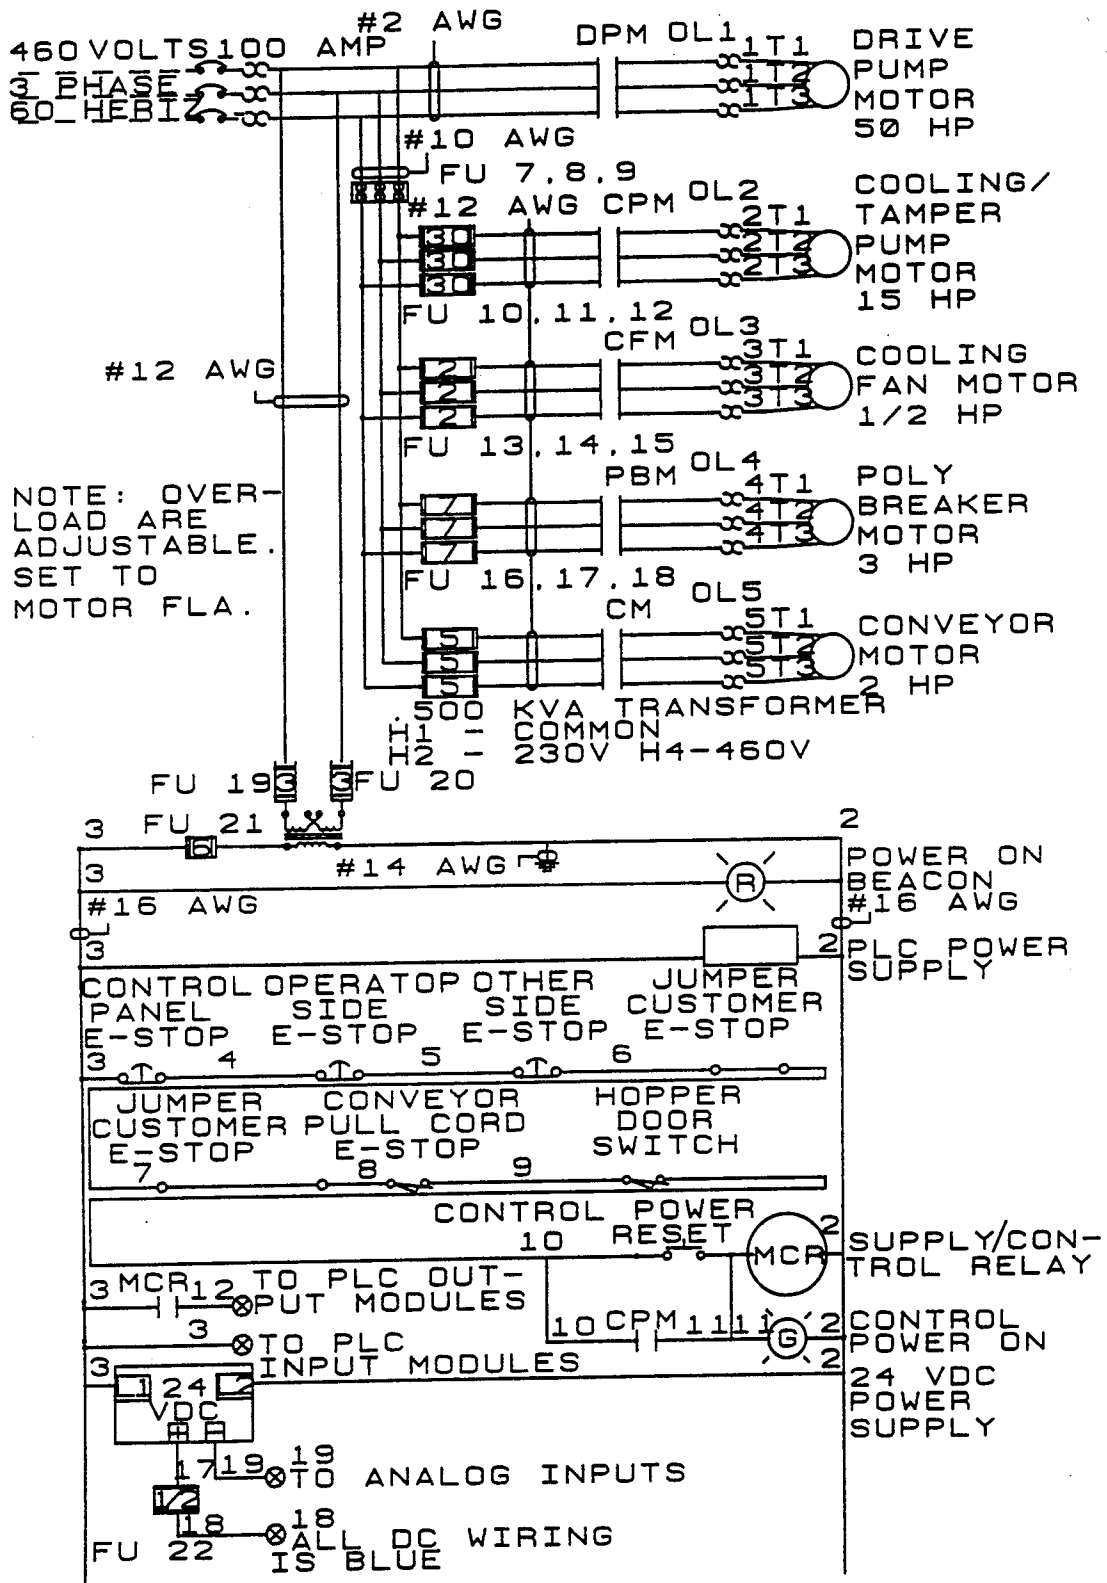 #2 AWG
460 VOLTS 100 AMP
3 PHASE
60 HERTZ
DPM OL1
1T1
1T2
1T3
DRIVE
PUMP
MOTOR
50 HP
#10 AWG
FU 7,8,9
#12 AWG CPM OL2
30
30
30
2T1
2T2
2T3
COOLING/
TAMPER
PUMP
MOTOR
15 HP
FU 10,11,12
CFM OL3
#12 AWG
2
2
2
3T1
3T2
3T3
COOLING
FAN MOTOR
1/2 HP
FU 13,14,15
PBM OL4
7
7
7
4T1
4T2
4T3
POLY
BREAKER
MOTOR
3 HP
NOTE: OVER-
LOAD ARE
ADJUSTABLE.
SET TO
MOTOR FLA.
FU 16,17,18
CM OL5
5
5
5
5T1
5T2
5T3
CONVEYOR
MOTOR
2 HP
.500 KVA TRANSFORMER
H1 - COMMON
H2 - 230V H4-460V
FU 19 3 3 FU 20
3 FU 21 2
6
#14 AWG
3
R
POWER ON
BEACON
#16 AWG
#16 AWG
3
2
PLC POWER
SUPPLY
CONTROL
PANEL
E-STOP
OPERATOP
SIDE
E-STOP
OTHER
SIDE
E-STOP
JUMPER
CUSTOMER
E-STOP
3 4 5 6
JUMPER
CUSTOMER
E-STOP
CONVEYOR
PULL CORD
E-STOP
HOPPER
DOOR
SWITCH
7 8 9
CONTROL POWER
RESET
10
MCR
2
SUPPLY/CON-
TROL RELAY
3 MCR 12
TO PLC OUT-
PUT MODULES
10 CPM 11 11
G
2
CONTROL
POWER ON
3
TO PLC
INPUT MODULES
3
1 24 2
VDC
2
24 VDC
POWER
SUPPLY
17 19
19
TO ANALOG INPUTS
1/2
18
FU 22
18
ALL DC WIRING
IS BLUE